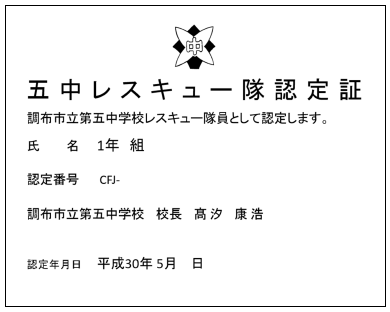 中
五中レスキュー隊認定証
調布市立第五中学校レスキュー隊員として認定します。
氏　　名　1年　組
認定番号　CFJ-
調布市立第五中学校　校長　髙汐　康浩
認定年月日　平成30年 5月　日